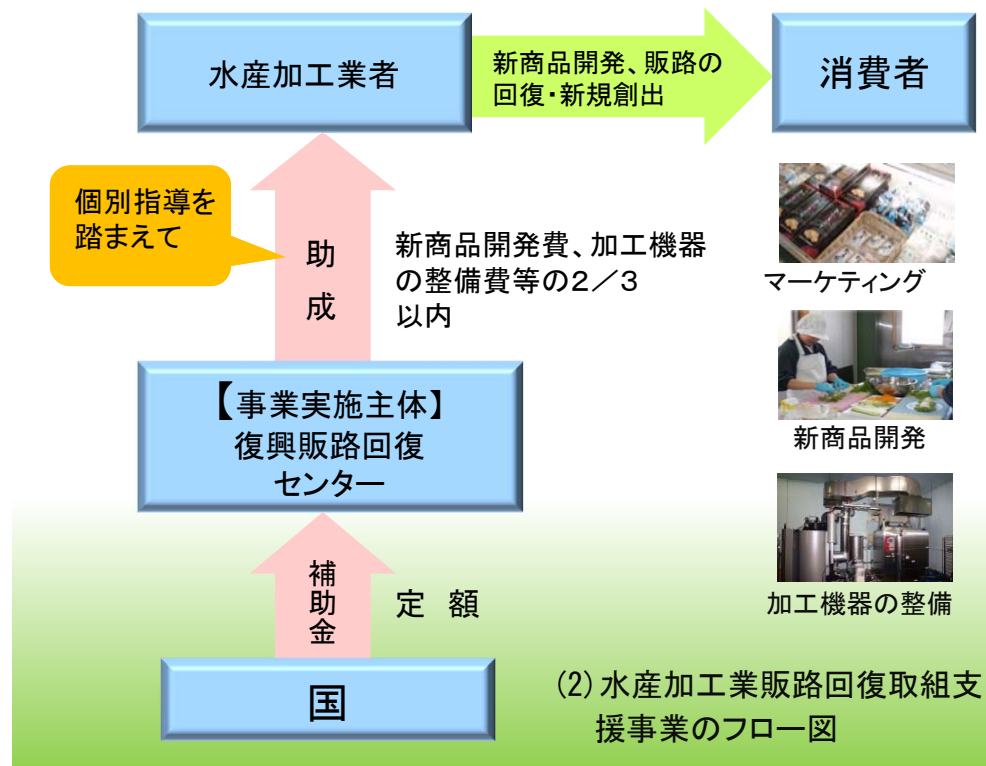 水産加工業者
新商品開発、販路の
回復・新規創出
消費者
個別指導を
踏まえて
助
成
新商品開発費、加工機器
の整備費等の2／3
以内
マーケティング
【事業実施主体】
復興販路回復
センター
新商品開発
補
助
金
定　額
加工機器の整備
国
(2)水産加工業販路回復取組支
援事業のフロー図